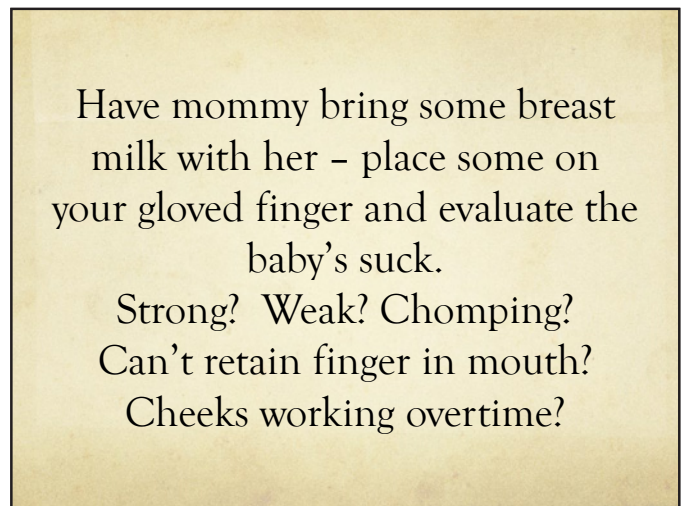 Have mommy bring some breast
milk with her – place some on
your gloved finger and evaluate the
baby’s suck.
Strong?  Weak? Chomping?
Can’t retain finger in mouth?
Cheeks working overtime?